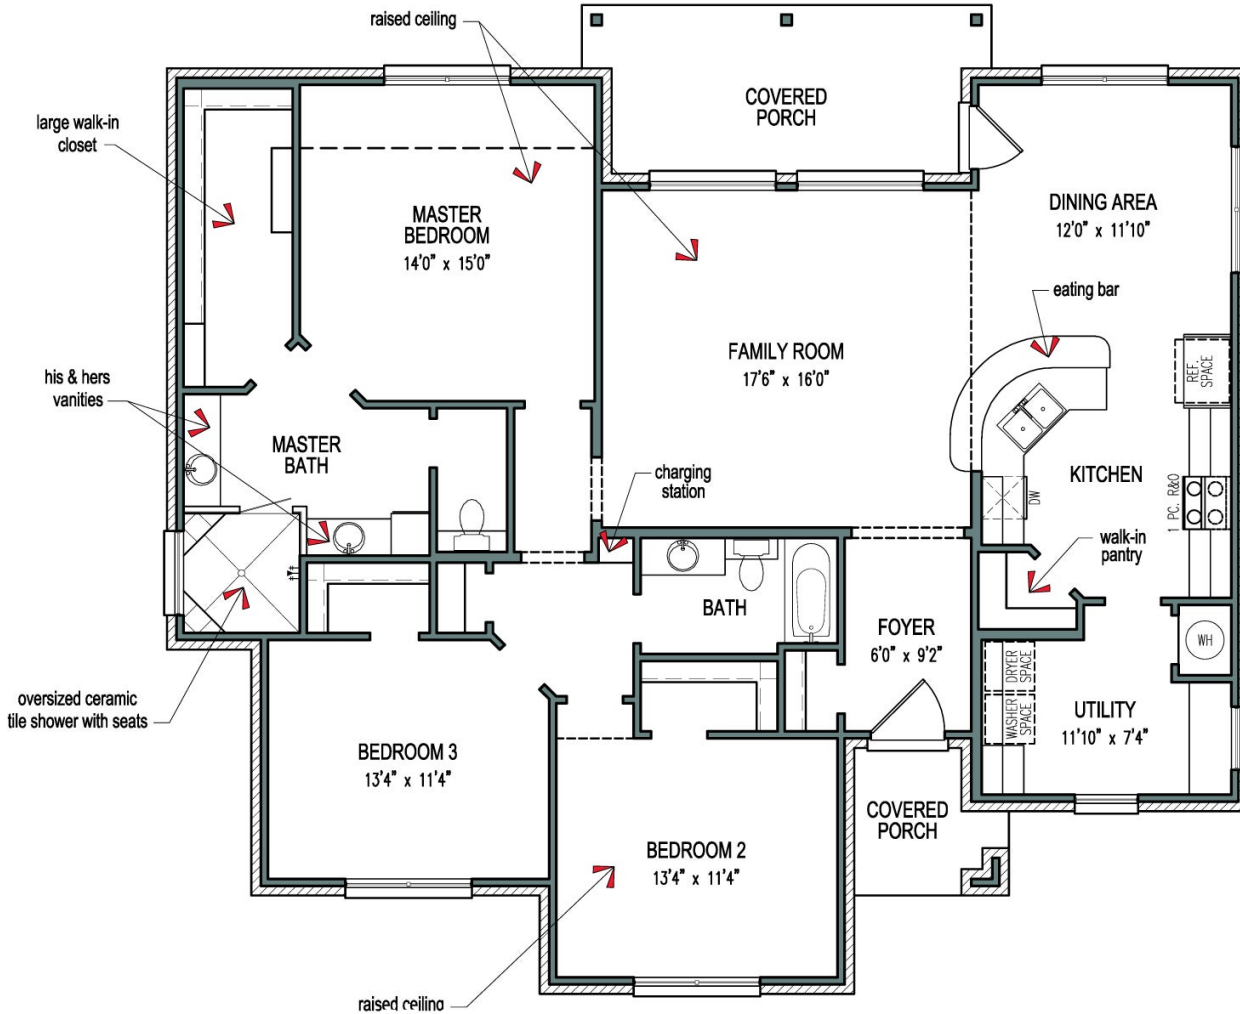 raised ceiling
COVERED
PORCH
large walk-in
closet
MASTER
BEDROOM
14'0" x 15'0"
DINING AREA
12'0" x 11'10"
eating bar
FAMILY ROOM
17'6" x 16'0"
REF.
SPACE
his & hers
vanities
MASTER
BATH
charging
station
KITCHEN
DW
1 PC. R&O
walk-in
pantry
BATH
FOYER
6'0" x 9'2"
WH
DRYER
SPACE
WASHER
SPACE
UTILITY
11'10" x 7'4"
oversized ceramic
tile shower with seats
BEDROOM 3
13'4" x 11'4"
COVERED
PORCH
BEDROOM 2
13'4" x 11'4"
raised ceiling